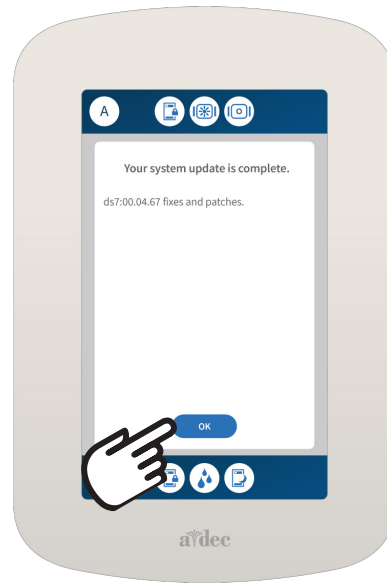 A
Your system update is complete.
ds7:00.04.67 fixes and patches.
OK
a dec